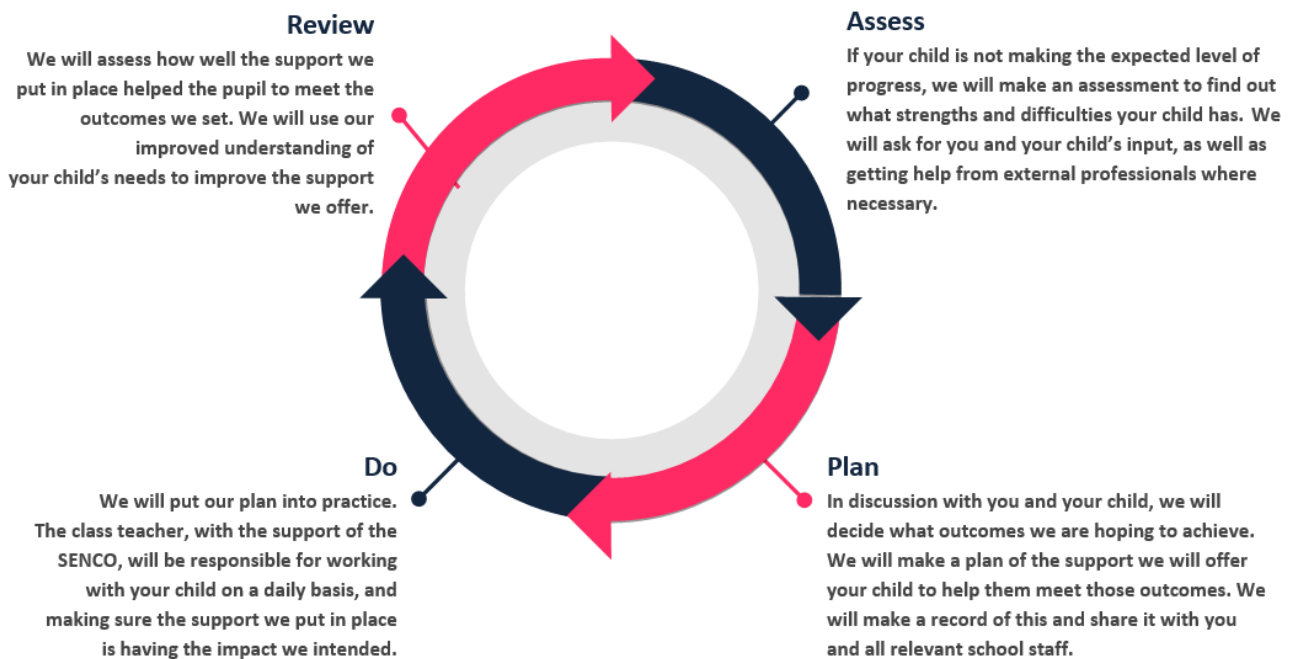 Review
We will assess how well the support we
put in place helped the pupil to meet the
outcomes we set. We will use our
improved understanding of
your child's needs to improve the support
we offer.
Assess
If your child is not making the expected level of
progress, we will make an assessment to find out
what strengths and difficulties your child has.  We
will ask for you and your child's input, as well as
getting help from external professionals where
necessary.
Do
We will put our plan into practice.
The class teacher, with the support of the
SENCO, will be responsible for working
with your child on a daily basis, and
making sure the support we put in place
is having the impact we intended.
Plan
In discussion with you and your child, we will
decide what outcomes we are hoping to achieve.
We will make a plan of the support we will offer
your child to help them meet those outcomes. We
will make a record of this and share it with you
and all relevant school staff.